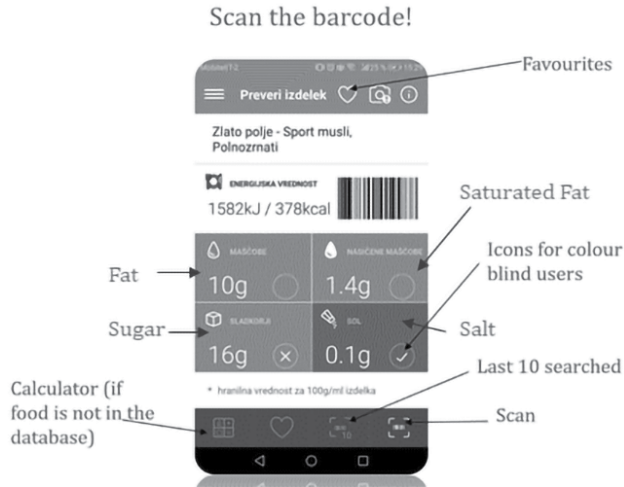 Scan the barcode!
Favourites
Preveri izdelek
Zlato polje - Sport musli,
Polnozrnati
ENERGIJSKA VREDNOST
1582kJ / 378kcal
Saturated Fat
Icons for colour
blind users
MAŠČOBE
NASIČENE MAŠČOBE
Fat
10g
1.4g
Sugar
SLADKORJI
SOL
Salt
16g
0.1g
Last 10 searched
* hranilna vrednost za 100g/ml izdelka
Calculator (if
food is not in the
database)
10
Scan